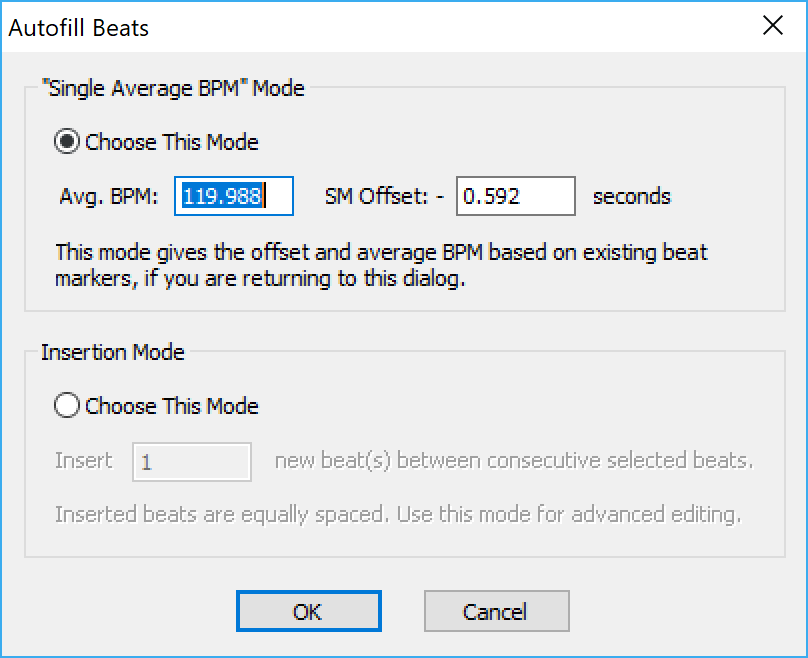 Autofill Beats
"Single Average BPM" Mode
Choose This Mode
Avg. BPM: 119.988 SM Offset: - 0.592 seconds
This mode gives the offset and average BPM based on existing beat
markers, if you are returning to this dialog.
Insertion Mode
Choose This Mode
Insert 1 new beat(s) between consecutive selected beats.
Inserted beats are equally spaced. Use this mode for advanced editing.
OK Cancel